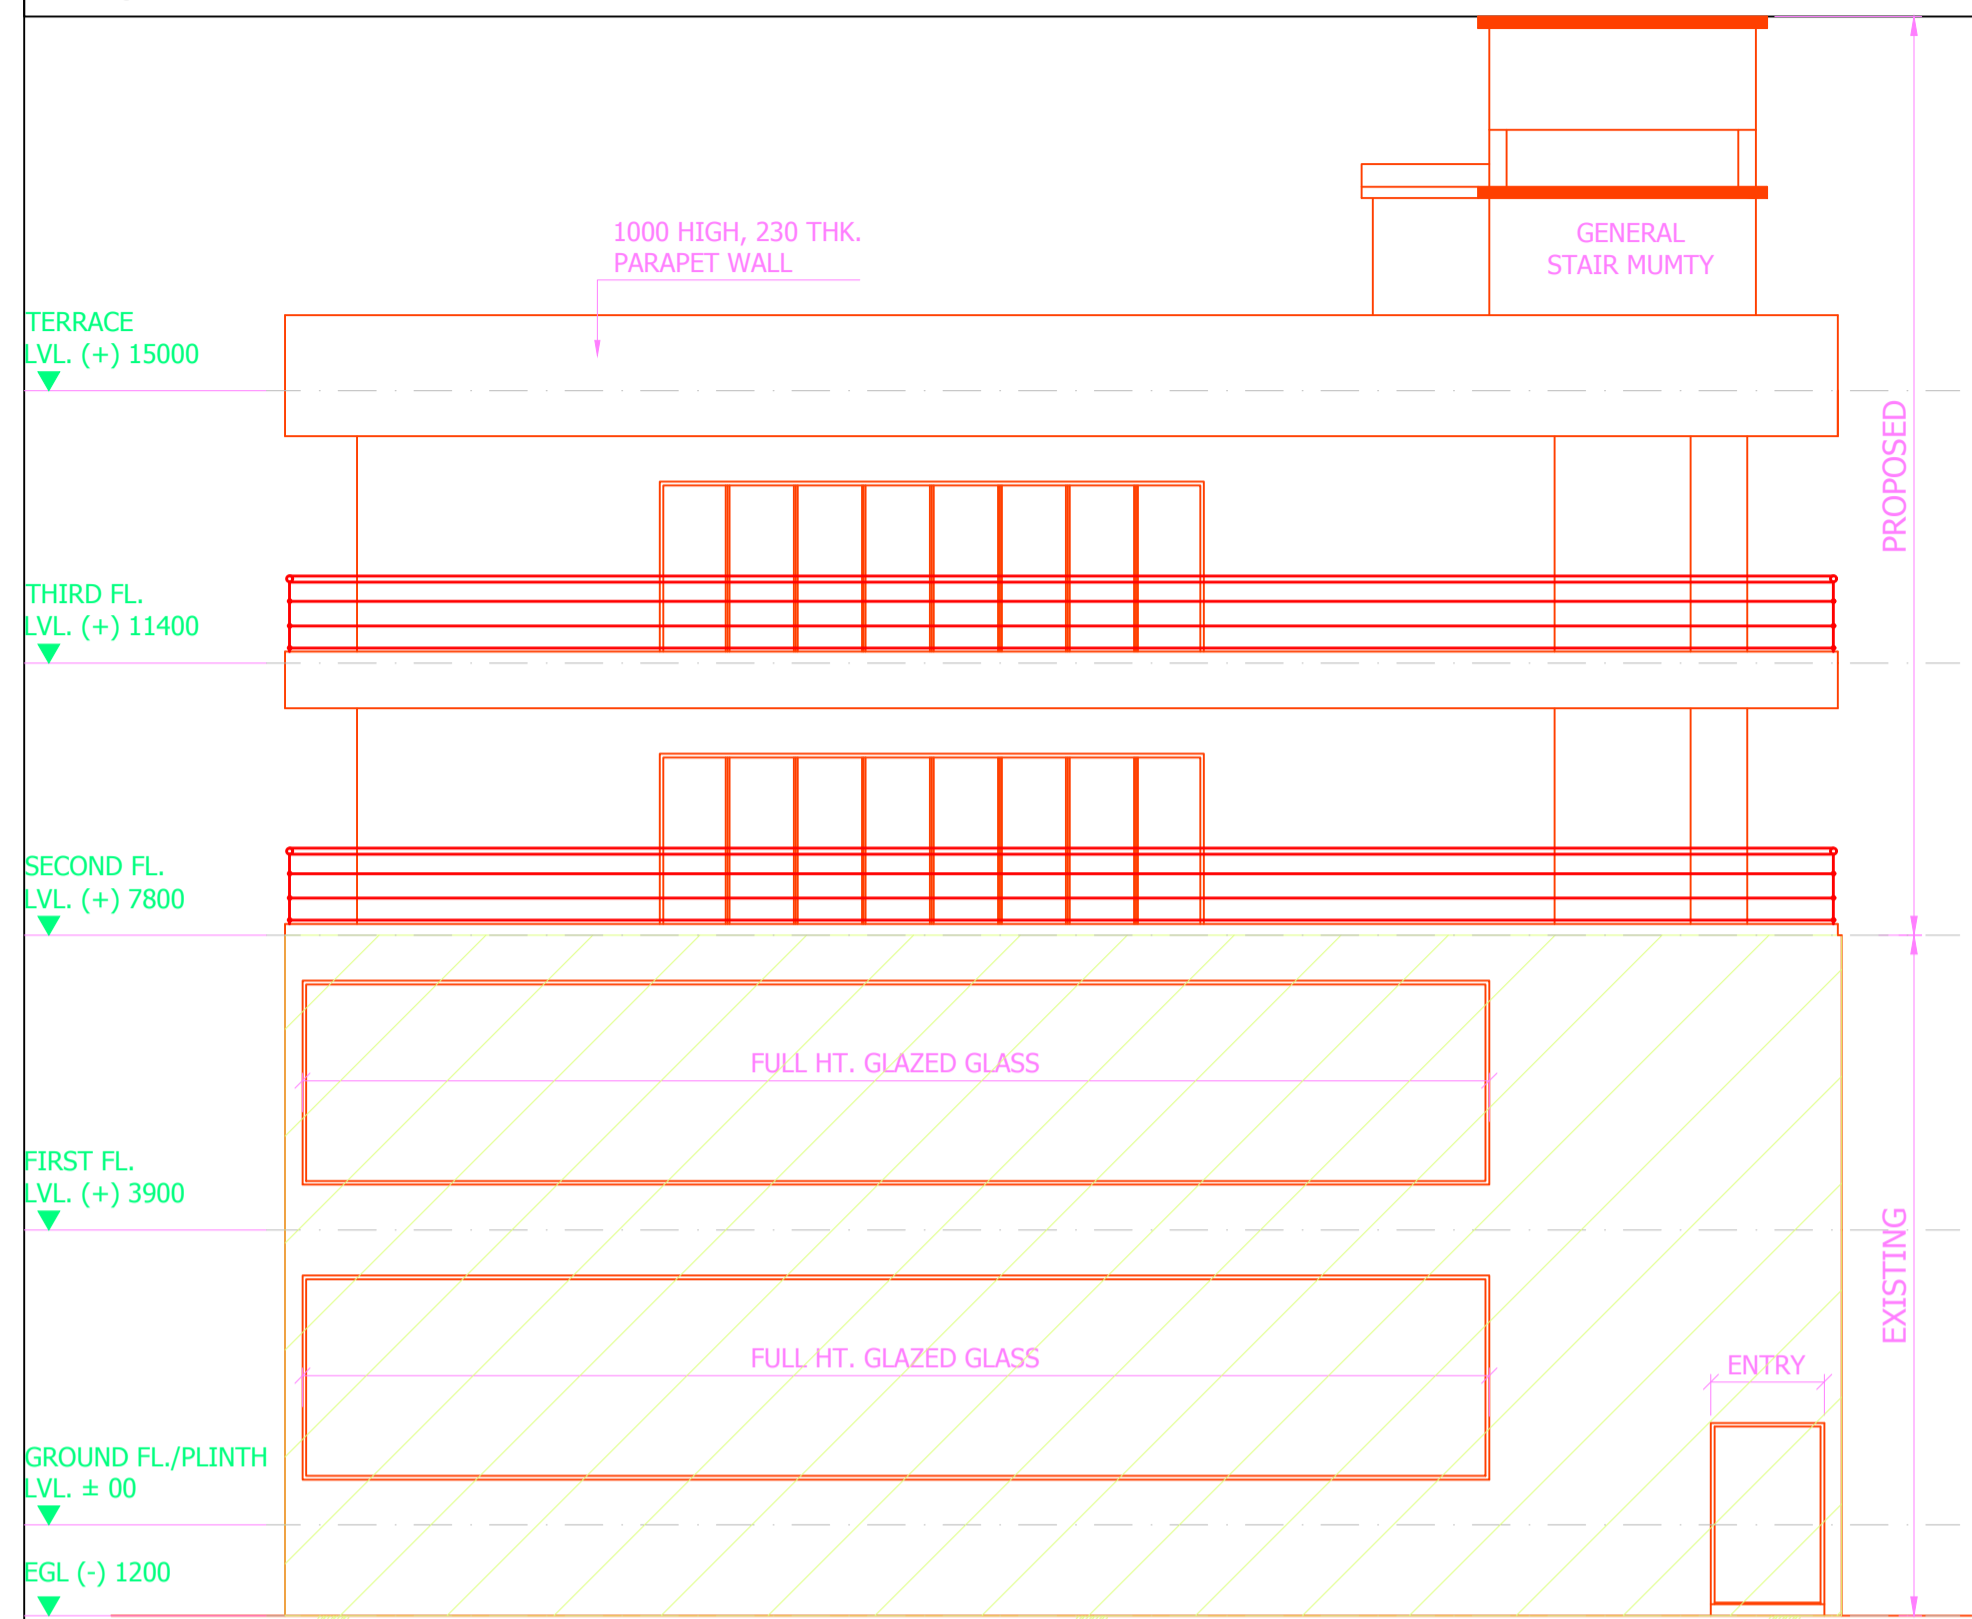 1000 HIGH, 230 THK.
PARAPET WALL
GENERAL
STAIR MUMTY
TERRACE
LVL. (+) 15000
PROPOSED
THIRD FL.
LVL. (+) 11400
SECOND FL.
LVL. (+) 7800
FULL HT. GLAZED GLASS
FIRST FL.
LVL. (+) 3900
EXISTING
FULL HT. GLAZED GLASS
ENTRY
GROUND FL./PLINTH
LVL. ± 00
EGL (-) 1200